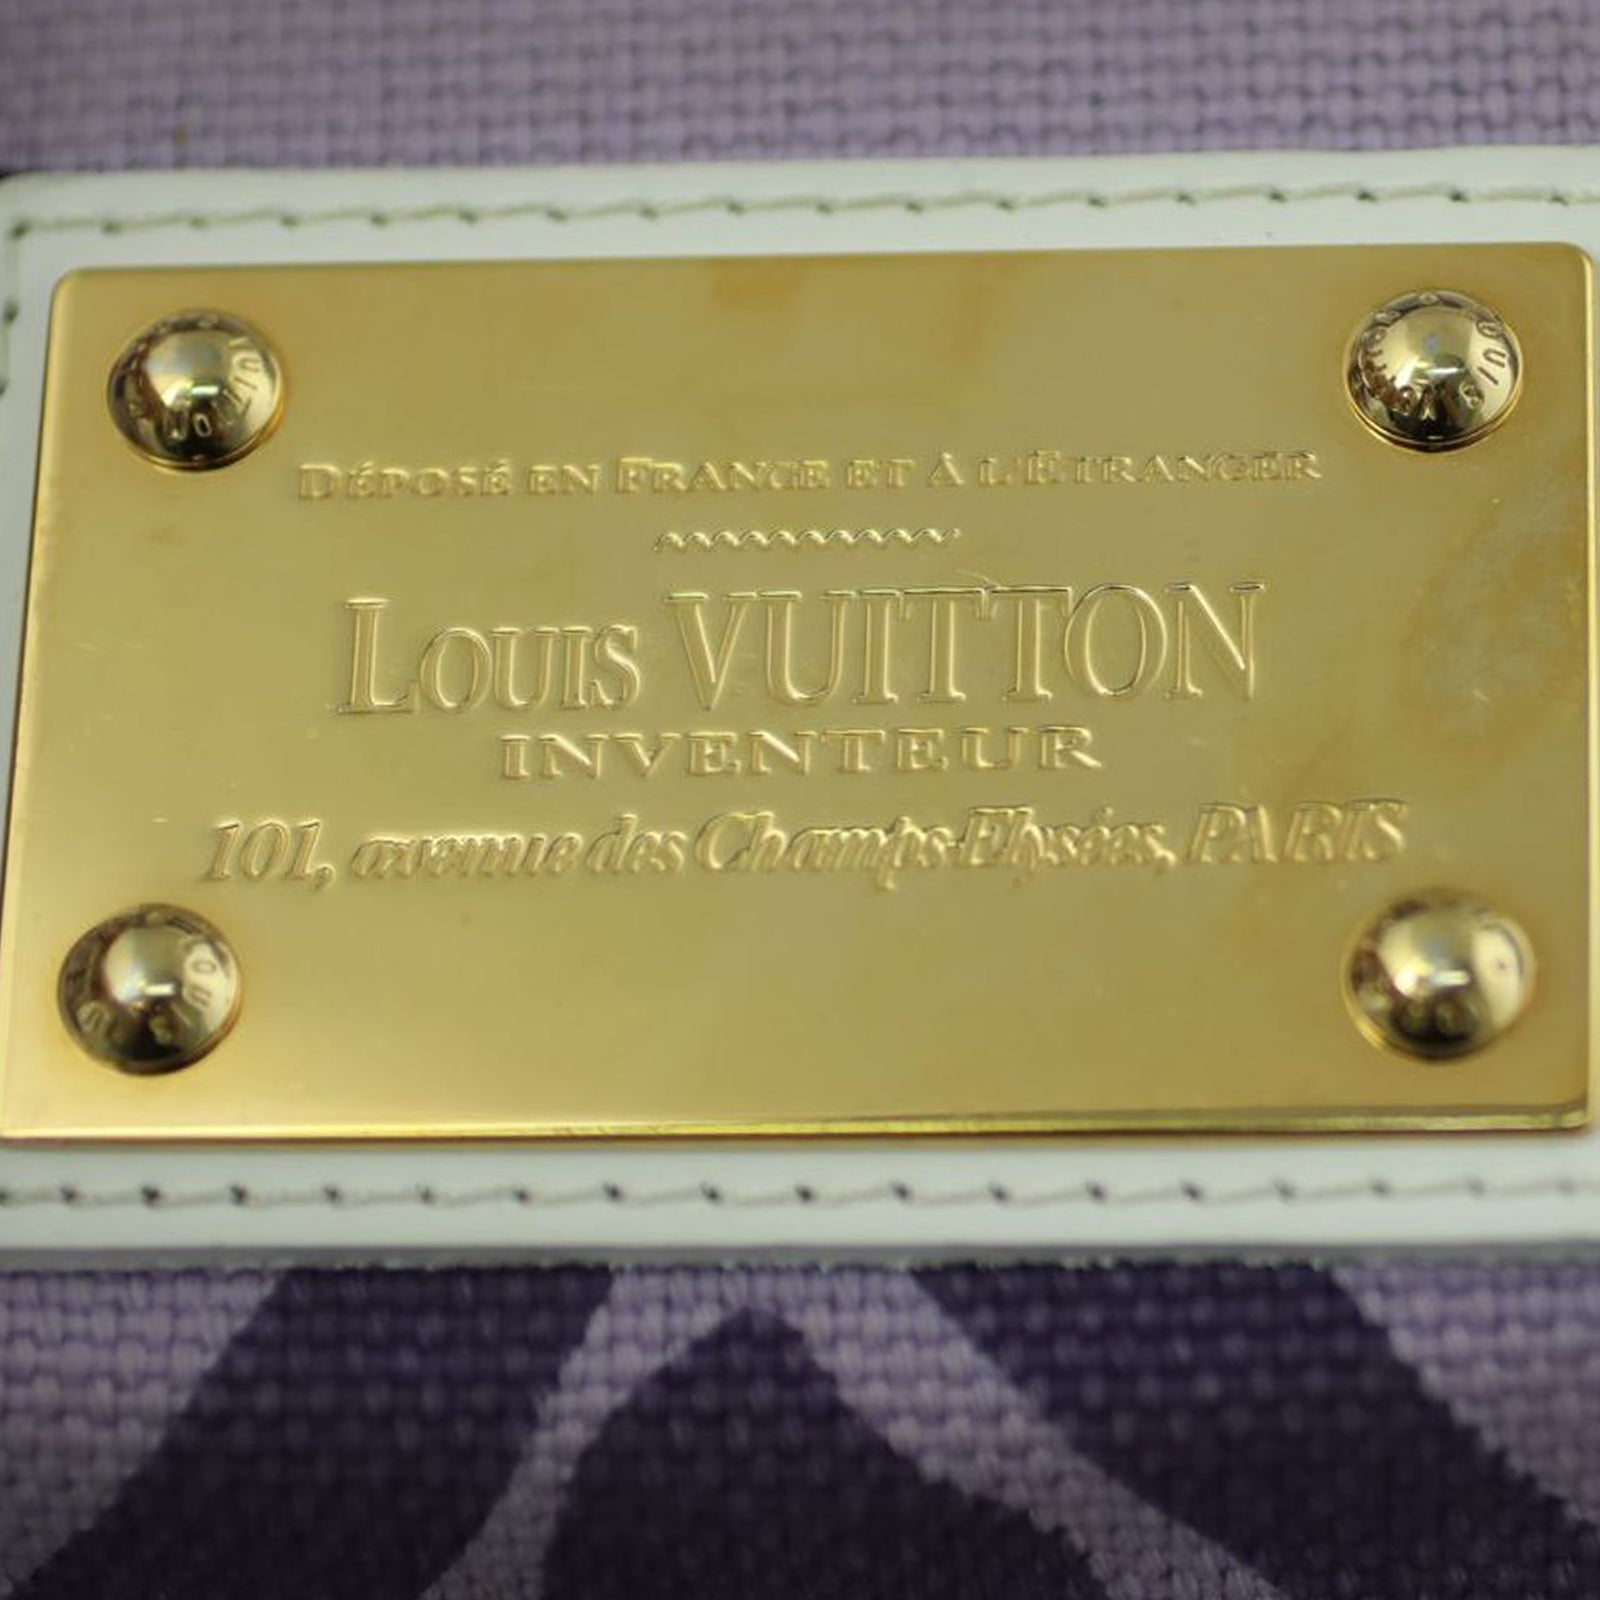 DÉPOSÉ EN FRANCE ET À L'ÉTRANGER
LOUIS VUITTON
INVENTEUR
101, avenue des Champs-Elysées, PARIS